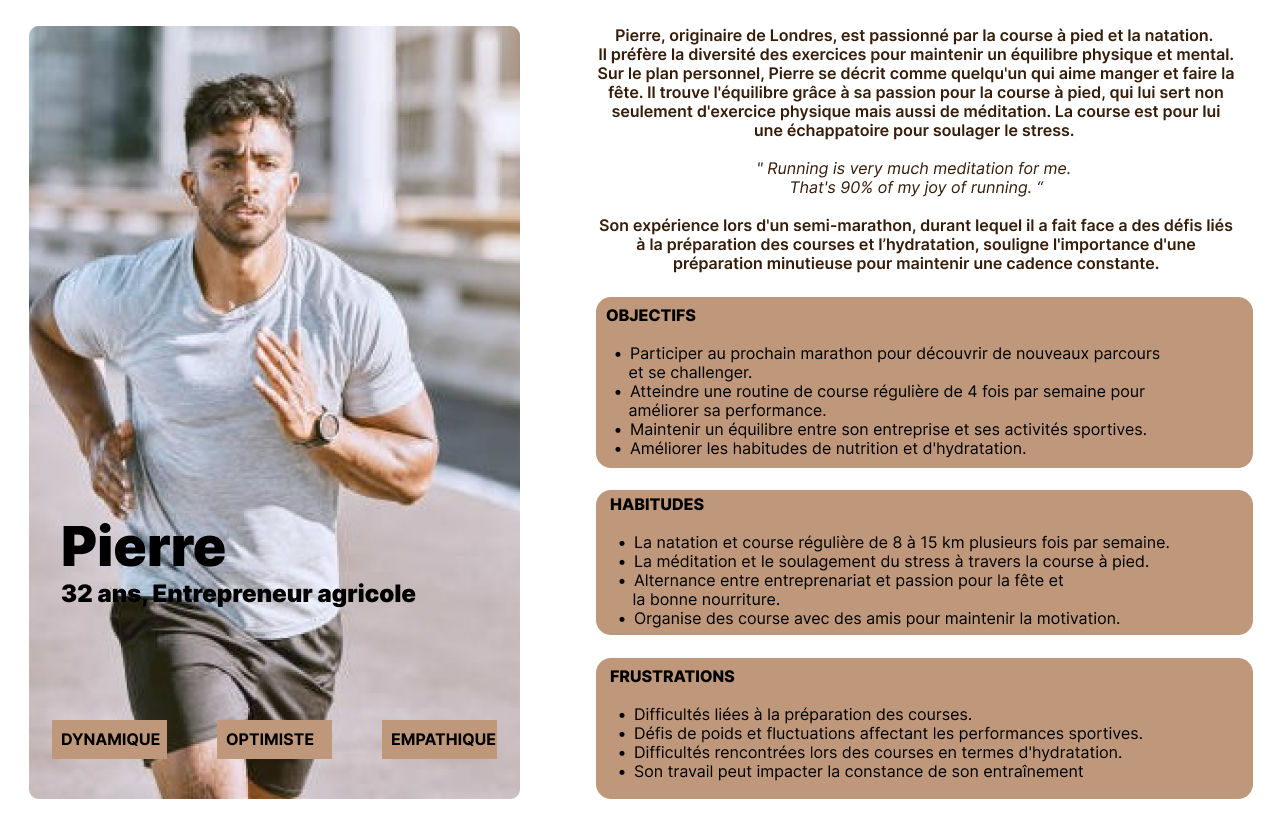 Pierre
32 ans, Entrepreneur agricole
DYNAMIQUE
OPTIMISTE
EMPATHIQUE
Pierre, originaire de Londres, est passionné par la course à pied et la natation.
Il préfère la diversité des exercices pour maintenir un équilibre physique et mental.
Sur le plan personnel, Pierre se décrit comme quelqu'un qui aime manger et faire la
fête. Il trouve l'équilibre grâce à sa passion pour la course à pied, qui lui sert non
seulement d'exercice physique mais aussi de méditation. La course est pour lui
une échappatoire pour soulager le stress.
" Running is very much meditation for me.
That's 90% of my joy of running. “
Son expérience lors d'un semi-marathon, durant lequel il a fait face a des défis liés
à la préparation des courses et l’hydratation, souligne l'importance d'une
préparation minutieuse pour maintenir une cadence constante.
OBJECTIFS
• Participer au prochain marathon pour découvrir de nouveaux parcours
et se challenger.
• Atteindre une routine de course régulière de 4 fois par semaine pour
améliorer sa performance.
• Maintenir un équilibre entre son entreprise et ses activités sportives.
• Améliorer les habitudes de nutrition et d'hydratation.
HABITUDES
• La natation et course régulière de 8 à 15 km plusieurs fois par semaine.
• La méditation et le soulagement du stress à travers la course à pied.
• Alternance entre entreprenariat et passion pour la fête et
la bonne nourriture.
• Organise des course avec des amis pour maintenir la motivation.
FRUSTRATIONS
• Difficultés liées à la préparation des courses.
• Défis de poids et fluctuations affectant les performances sportives.
• Difficultés rencontrées lors des courses en termes d'hydratation.
• Son travail peut impacter la constance de son entraînement